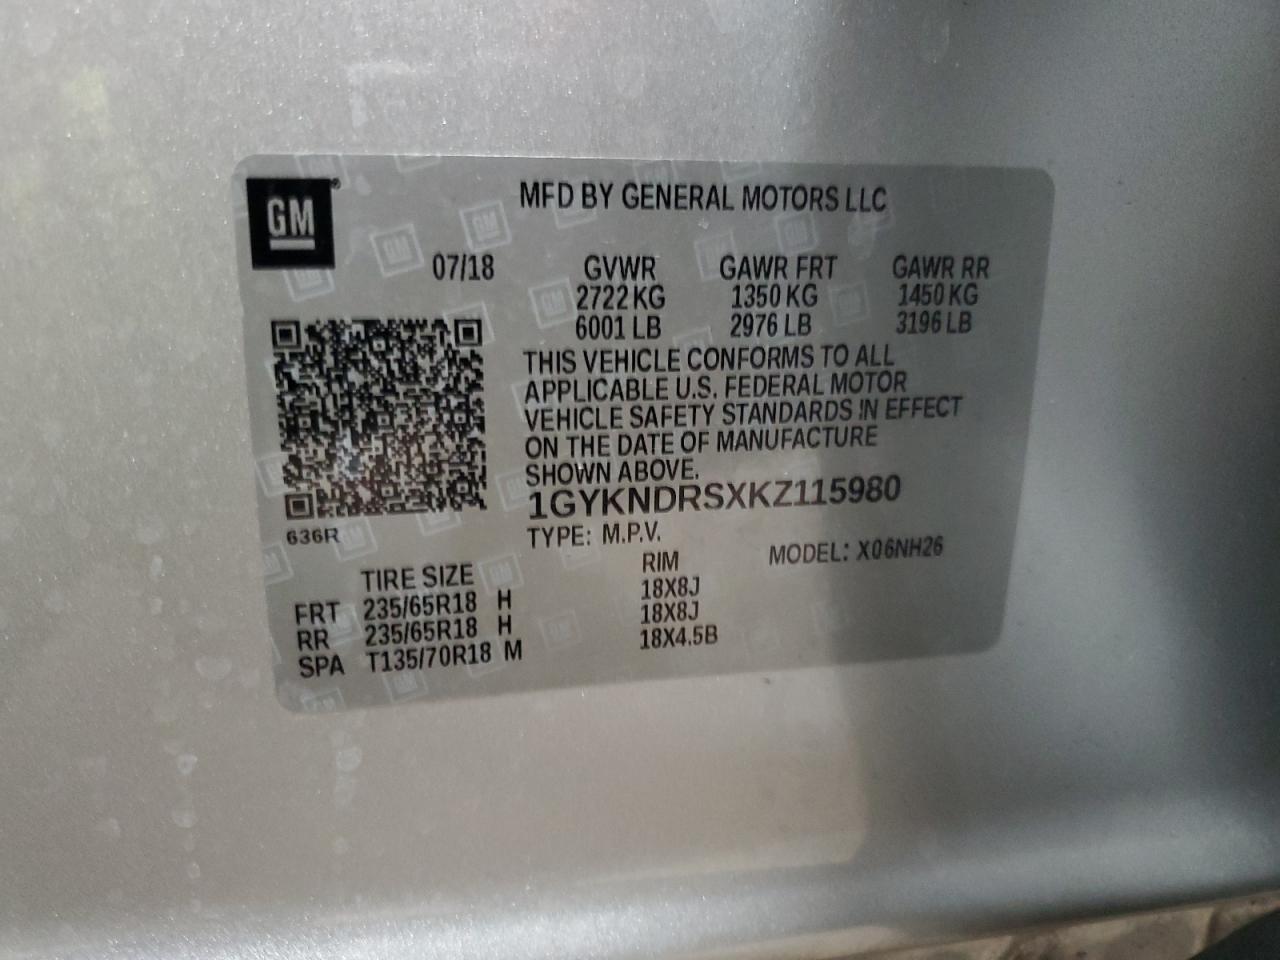 GM
MFD BY GENERAL MOTORS LLC
07/18
GVWR GAWR FRT GAWR RR
2722 KG 1350 KG 1450 KG
6001 LB 2976 LB 3196 LB
THIS VEHICLE CONFORMS TO ALL
APPLICABLE U.S. FEDERAL MOTOR
VEHICLE SAFETY STANDARDS IN EFFECT
ON THE DATE OF MANUFACTURE
SHOWN ABOVE.
1GYKNDRSXKZ115980
636R
TYPE: M.P.V. MODEL: X06NH26
TIRE SIZE RIM
FRT 235/65R18 H 18X8J
RR 235/65R18 H 18X8J
SPA T135/70R18 M 18X4.5B